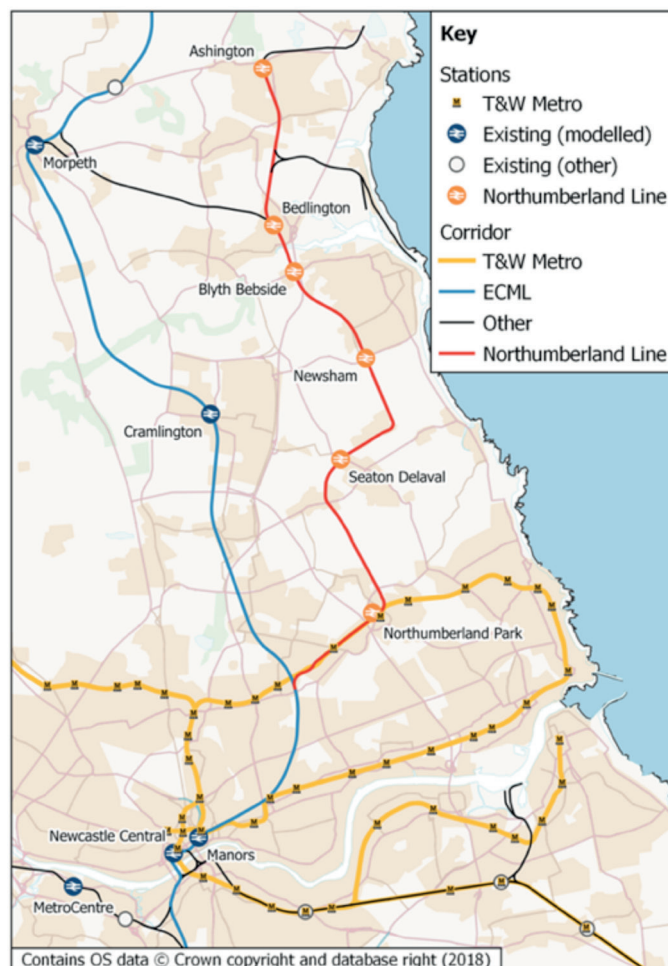 Key
Stations
T&W Metro
Existing (modelled)
Existing (other)
Northumberland Line
Corridor
T&W Metro
ECML
Other
Northumberland Line
Ashington
Morpeth
Bedlington
Blyth Bebside
Newsham
Cramlington
Seaton Delaval
Northumberland Park
Newcastle Central
Manors
MetroCentre
Contains OS data © Crown copyright and database right (2018)